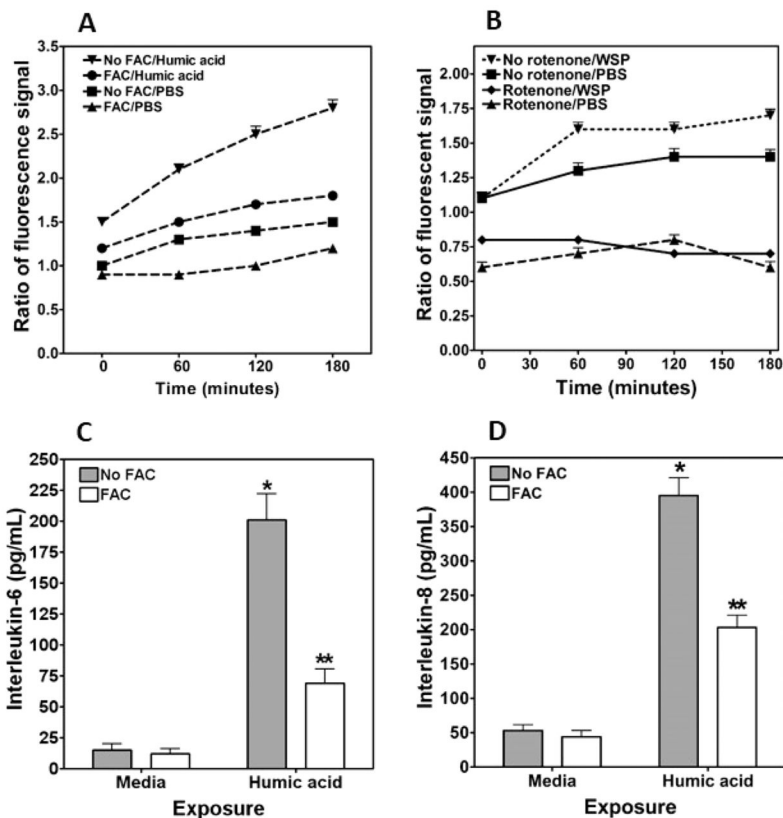 A
No FAC/Humic acid
FAC/Humic acid
No FAC/PBS
FAC/PBS
Ratio of fluorescence signal
3.5
3.0
2.5
2.0
1.5
1.0
0.5
0.0
0 60 120 180
Time (minutes)
B
No rotenone/WSP
No rotenone/PBS
Rotenone/WSP
Rotenone/PBS
Ratio of fluorescent signal
2.00
1.75
1.50
1.25
1.00
0.75
0.50
0.25
0.00
0 30 60 90 120 150 180
Time (minutes)
C
No FAC
FAC
Interleukin-6 (pg/mL)
250
225
200
175
150
125
100
75
50
25
0
*
**
Media Humic acid
Exposure
D
No FAC
FAC
Interleukin-8 (pg/mL)
450
400
350
300
250
200
150
100
50
0
*
**
Media Humic acid
Exposure